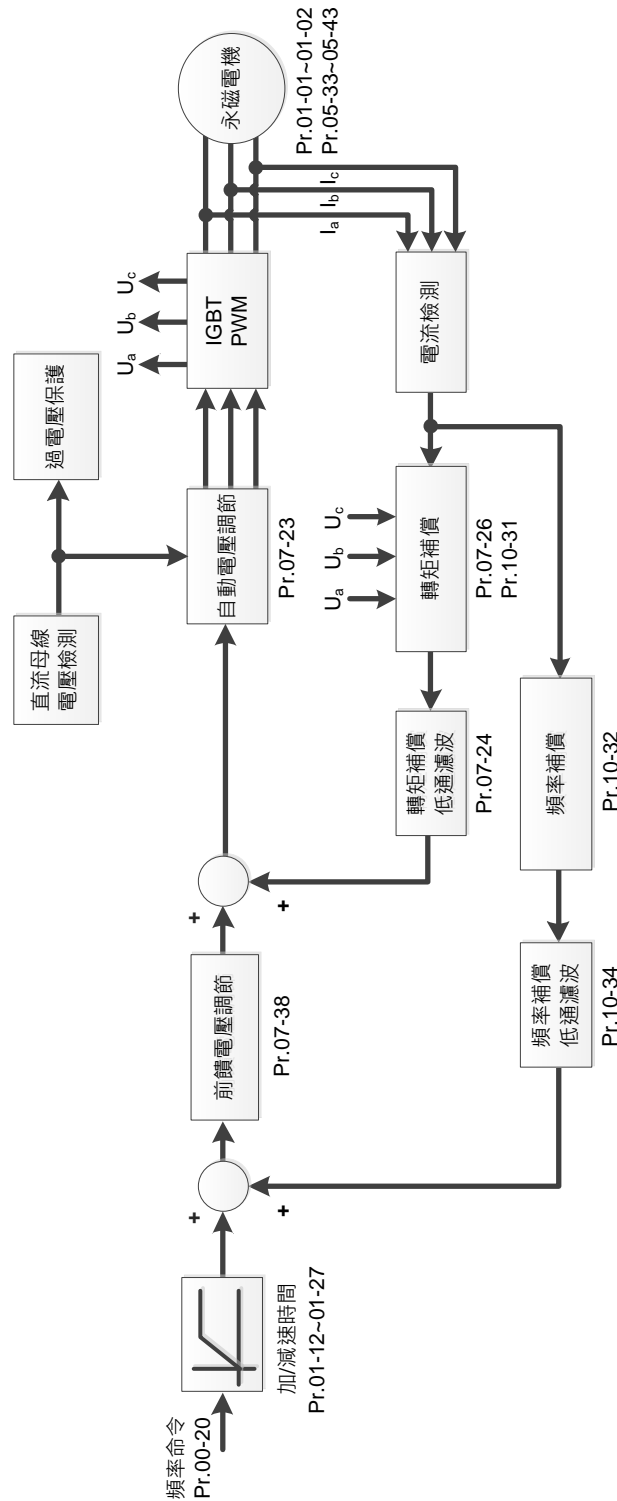 頻率命令
Pr.00-20
加/減速時間
Pr.01-12~01-27
+
+
前饋電壓調節
Pr.07-38
+
+
直流母線
電壓檢測
過電壓保護
自動電壓調節
Pr.07-23
Ua
Ub
Uc
IGBT
PWM
永磁電機
Pr.01-01~01-02
Pr.05-33~05-43
Ia
Ib
Ic
電流檢測
Ua
Ub
Uc
轉矩補償
Pr.07-26
Pr.10-31
轉矩補償
低通濾波
Pr.07-24
頻率補償
Pr.10-32
頻率補償
低通濾波
Pr.10-34